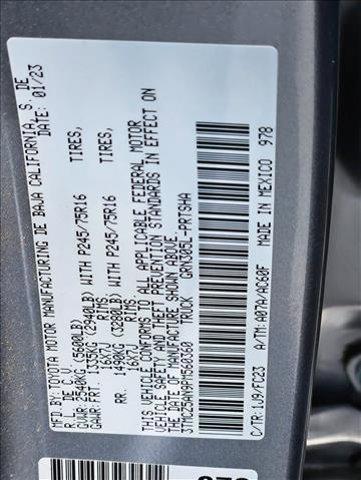 MFD. BY: TOYOTA MOTOR MANUFACTURING DE BAJA CALIFORNIA, S. DE
R.L. DE C.V. DATE: 01/23
GVWR: 2540KG (5600LB)
GAWR: FRT. 1335KG (2940LB) WITH P245/75R16 TIRES,
16X7J RIMS,
RR. 1490KG (3280LB) WITH P245/75R16 TIRES,
16X7J RIMS.
THIS VEHICLE CONFORMS TO ALL APPLICABLE FEDERAL MOTOR
VEHICLE SAFETY AND THEFT PREVENTION STANDARDS IN EFFECT ON
THE DATE OF MANUFACTURE SHOWN ABOVE.
3TMCZ5AN9PM560360 TRUCK GRN305L-PRTSHA
C/TR:1J9/FC23
A/TM:A07A/AC60F MADE IN MEXICO 978